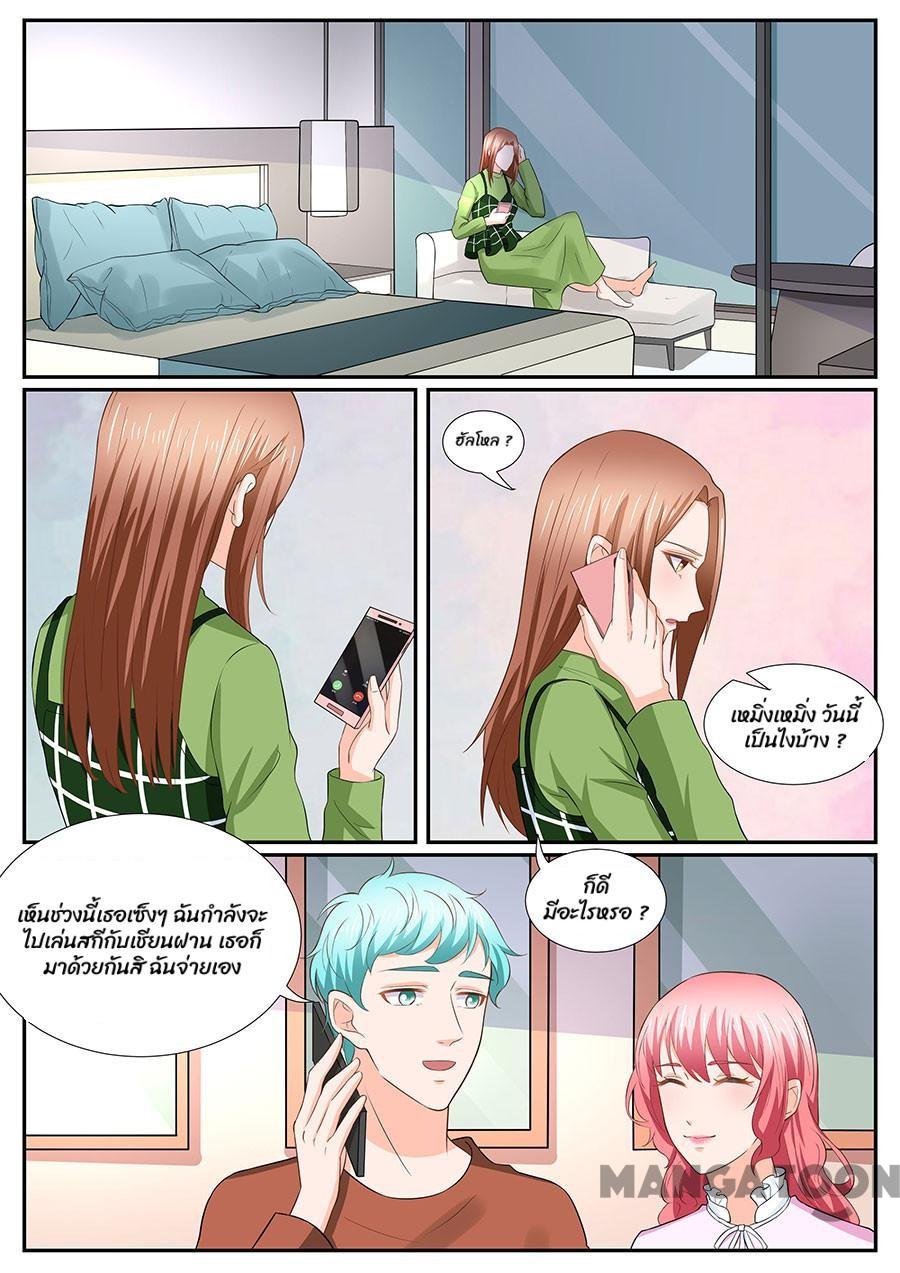 ฮัลโหล ?
เหมิ่งเหมิ่ง วันนี้
เป็นไงบ้าง ?
ก็ดี
มีอะไรหรอ ?
เห็นช่วงนี้เธอเซ็งๆ ฉันกำลังจะ
ไปเล่นสกีกับเชียนฝาน เธอก็
มาด้วยกันสิ ฉันจ่ายเอง
MANGATOON